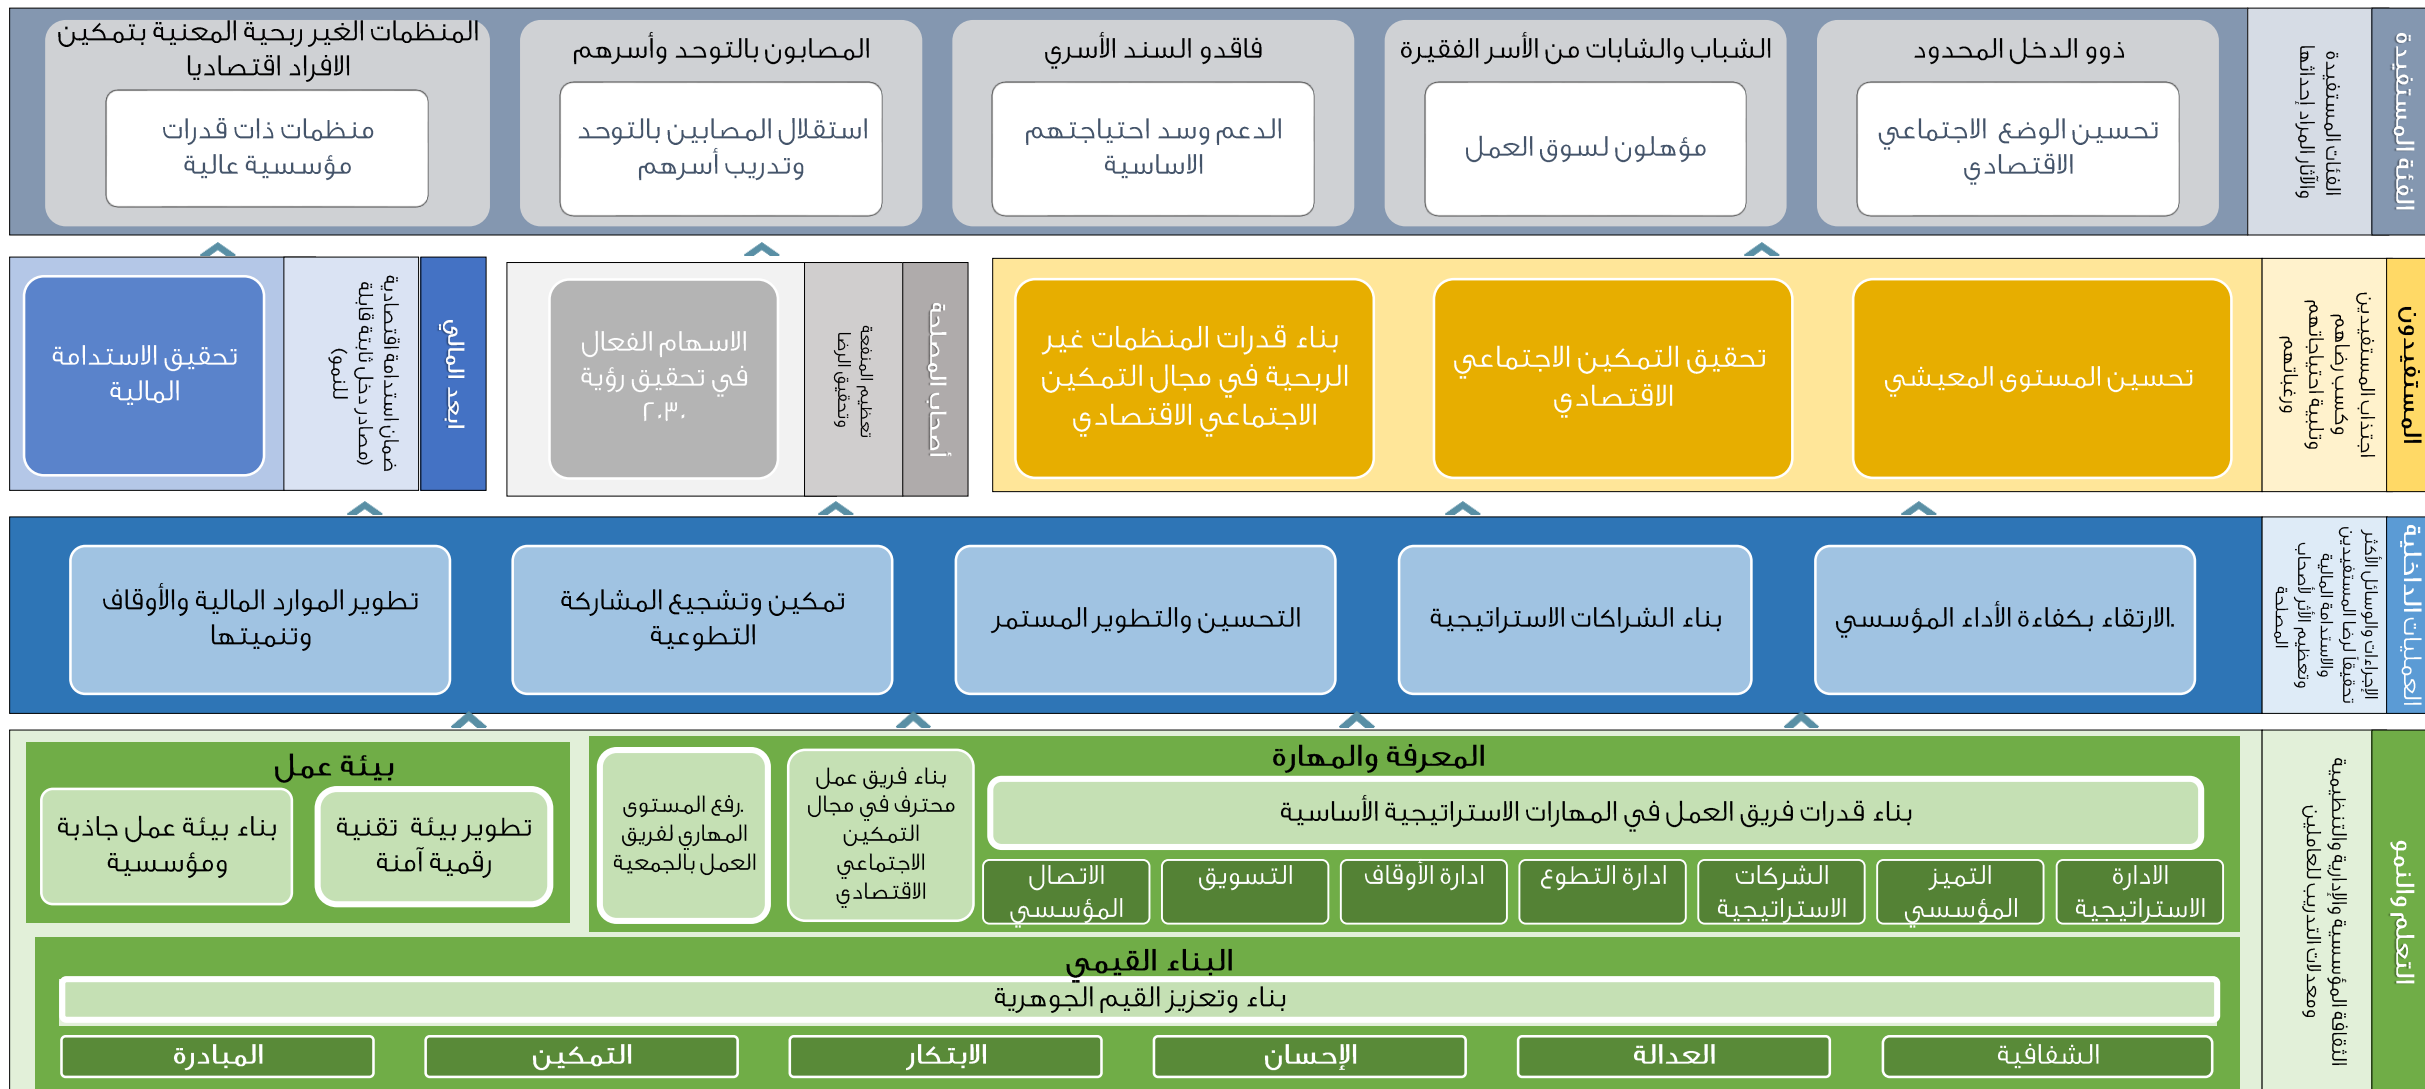 الفئة المستفيدة
الفئات المستفيدة
والآثار المراد إحداثها
ذوو الدخل المحدود
تحسين الوضع الاجتماعي
الاقتصادي
الشباب والشابات من الأسر الفقيرة
مؤهلون لسوق العمل
فاقدو السند الأسري
الدعم وسد احتياجتهم
الاساسية
المصابون بالتوحد وأسرهم
استقلال المصابين بالتوحد
وتدريب أسرهم
المنظمات الغير ربحية المعنية بتمكين
الافراد اقتصاديا
منظمات ذات قدرات
مؤسسية عالية
المستفيدون
اجتذاب المستفيدين
وكسب رضاهم
وتلبية احتياجاتهم
ورغباتهم
تحسين المستوى المعيشي
تحقيق التمكين الاجتماعي
الاقتصادي
بناء قدرات المنظمات غير
الربحية في مجال التمكين
الاجتماعي الاقتصادي
أصحاب المصلحة
تعظيم المنفعة
وتحقيق الرضا
الاسهام الفعال
في تحقيق رؤية
٢٠٣٠
ابعد المالي
ضمان استدامة اقتصادية
(مصادر دخل ثابتة قابلة
للنمو)
تحقيق الاستدامة
المالية
العمليات الداخلية
الإجراءات والوسائل الأكثر
تحقيقاً لرضا المستفيدين
والاستدامة المالية
وتعظيم الأثر لأصحاب
المصلحة
.الارتقاء بكفاءة الأداء المؤسسي
بناء الشراكات الاستراتيجية
التحسين والتطوير المستمر
تمكين وتشجيع المشاركة
التطوعية
تطوير الموارد المالية والأوقاف
وتنميتها
التعلم والنمو
الثقافة المؤسسية والإدارية والتنظيمية
ومعدلات التدريب للعاملين
المعرفة والمهارة
بناء قدرات فريق العمل في المهارات الاستراتيجية الأساسية
الادارة
الاستراتيجية
التميز
المؤسسي
الشركات
الاستراتيجية
ادارة التطوع
ادارة الأوقاف
التسويق
الاتصال
المؤسسي
بناء فريق عمل
محترف في مجال
التمكين
الاجتماعي
الاقتصادي
.رفع المستوى
المهاري لفريق
العمل بالجمعية
بيئة عمل
تطوير بيئة تقنية
رقمية آمنة
بناء بيئة عمل جاذبة
ومؤسسية
البناء القيمي
بناء وتعزيز القيم الجوهرية
الشفافية
العدالة
الإحسان
الابتكار
التمكين
المبادرة